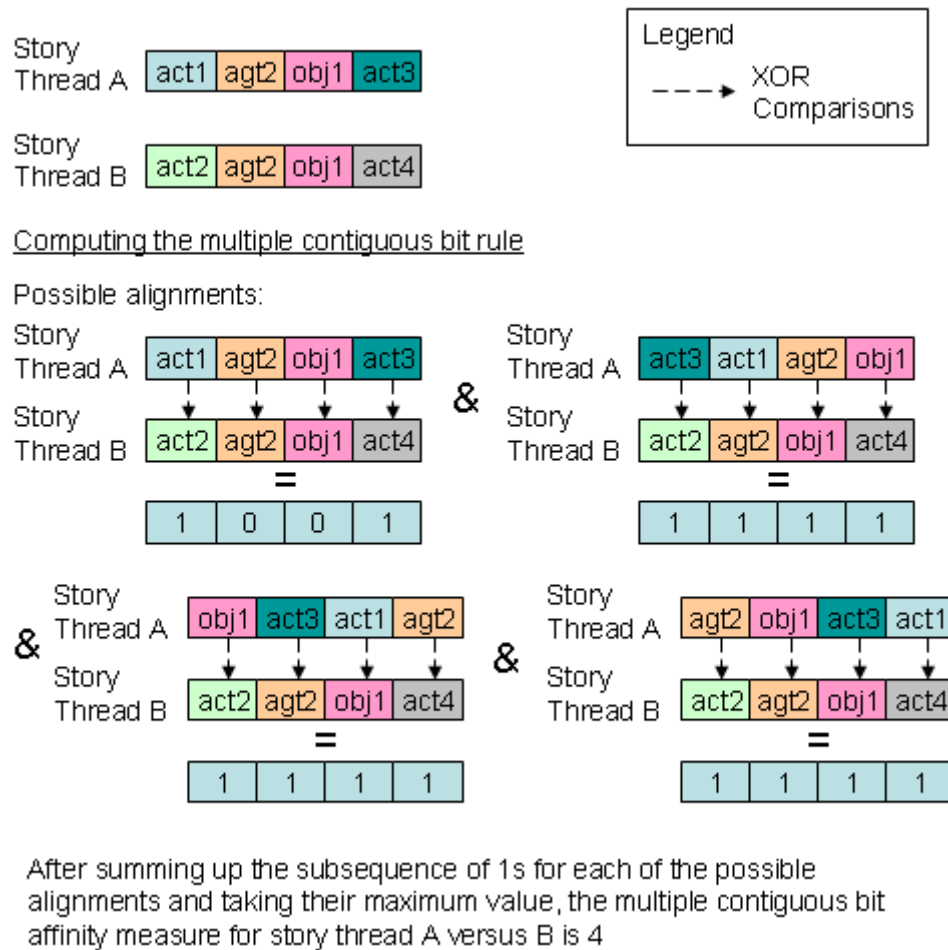 Story
Thread A
act1 agt2 obj1 act3
Legend
XOR
Comparisons
Story
Thread B
act2 agt2 obj1 act4
Computing the multiple contiguous bit rule
Possible alignments:
Story
Thread A
act1 agt2 obj1 act3
Story
Thread B
act2 agt2 obj1 act4
=
1 0 0 1
&
Story
Thread A
act3 act1 agt2 obj1
Story
Thread B
act2 agt2 obj1 act4
=
1 1 1 1
&
Story
Thread A
obj1 act3 act1 agt2
Story
Thread B
act2 agt2 obj1 act4
=
1 1 1 1
&
Story
Thread A
agt2 obj1 act3 act1
Story
Thread B
act2 agt2 obj1 act4
=
1 1 1 1
After summing up the subsequence of 1s for each of the possible
alignments and taking their maximum value, the multiple contiguous bit
affinity measure for story thread A versus B is 4